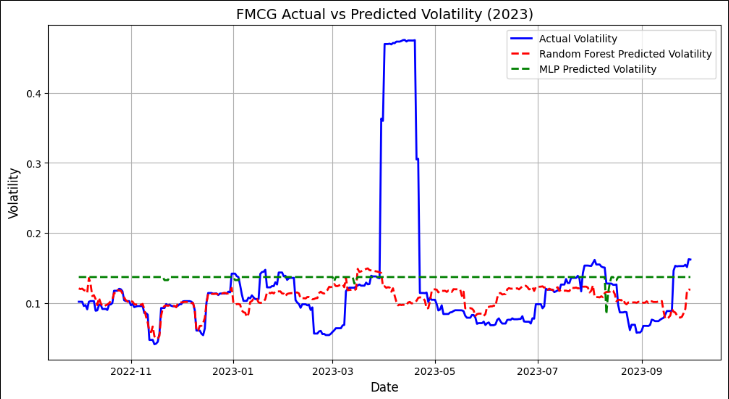 FMCG Actual vs Predicted Volatility (2023)
Actual Volatility
Random Forest Predicted Volatility
MLP Predicted Volatility
Volatility
0.4
0.3
0.2
0.1
2022-11
2023-01
2023-03
2023-05
2023-07
2023-09
Date